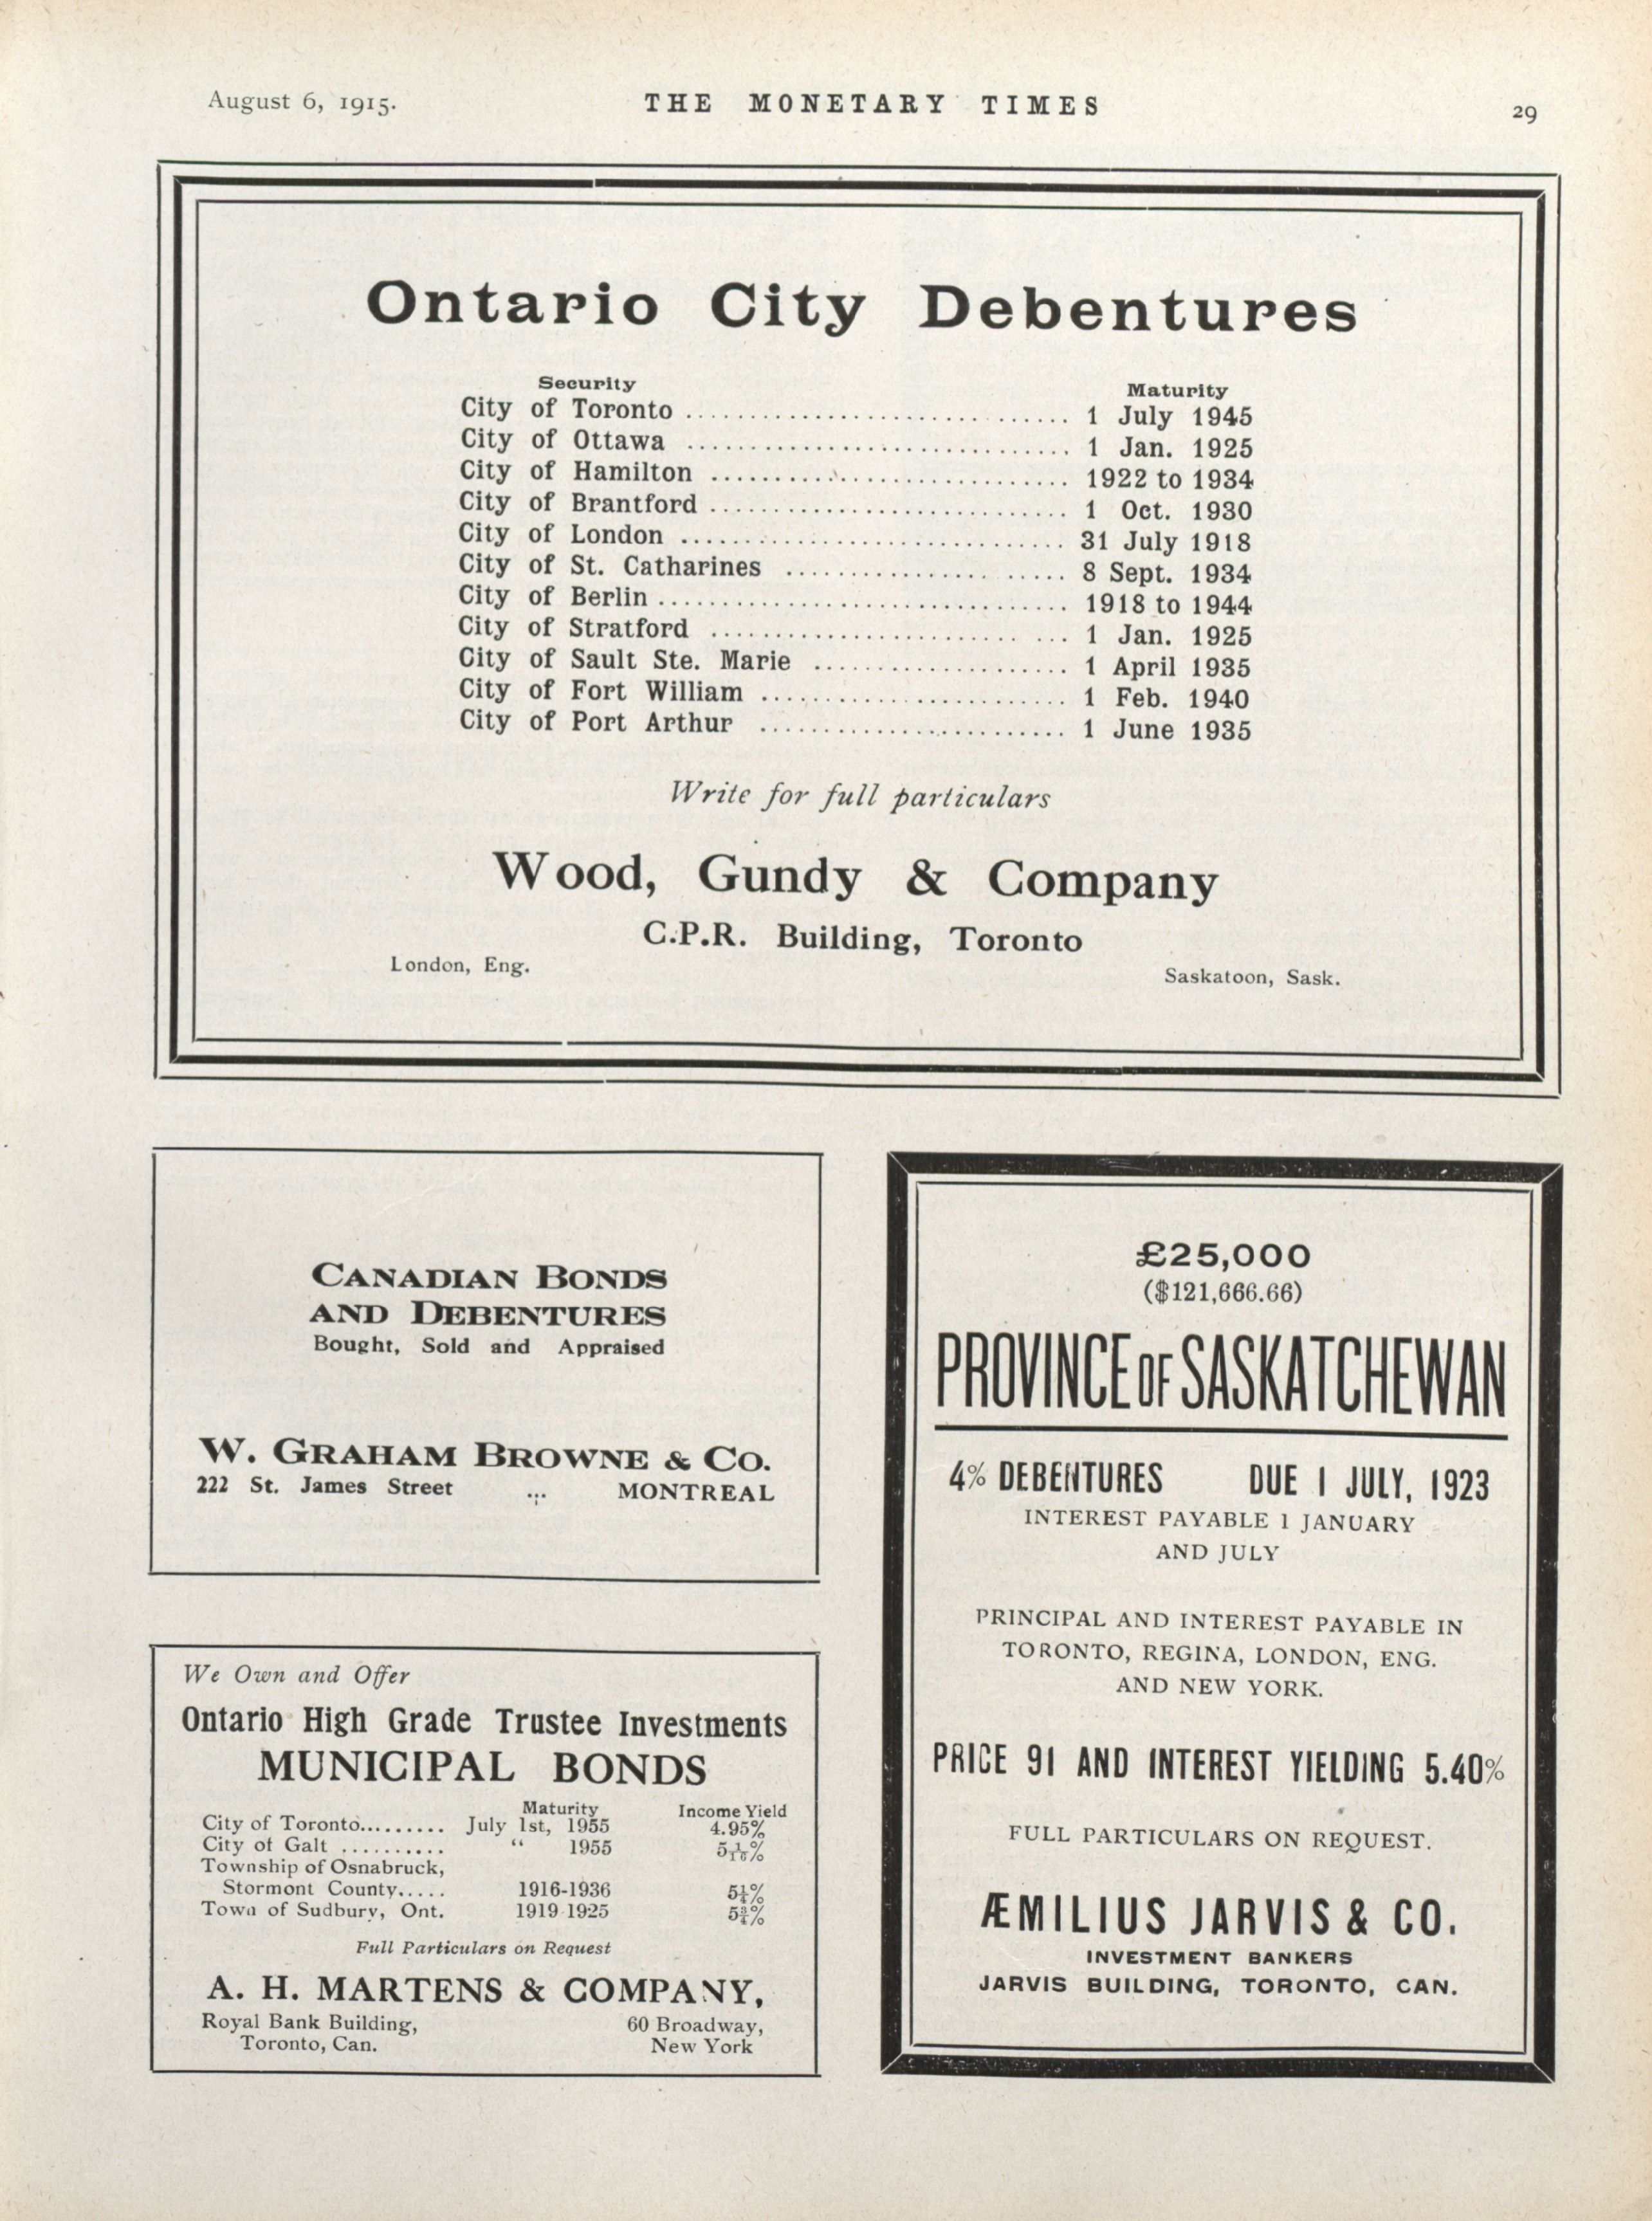 August 6, 1915.
THE MONETARY TIMES
29
Ontario City Debentures
Security Maturity
City of Toronto ............................. 1 July 1945
City of Ottawa ............................. 1 Jan. 1925
City of Hamilton ............................ 1922 to 1934
City of Brantford ............................ 1 Oct. 1930
City of London .............................. 31 July 1918
City of St. Catharines ...................... 8 Sept. 1934
City of Berlin ................................ 1918 to 1944
City of Stratford ............................ 1 Jan. 1925
City of Sault Ste. Marie .................... 1 April 1935
City of Fort William ........................ 1 Feb. 1940
City of Port Arthur ........................ 1 June 1935
Write for full particulars
Wood, Gundy & Company
C.P.R. Building, Toronto
London, Eng. Saskatoon, Sask.
CANADIAN BONDS
AND DEBENTURES
Bought, Sold and Appraised
W. GRAHAM BROWNE & CO.
222 St. James Street ... MONTREAL
We Own and Offer
Ontario High Grade Trustee Investments
MUNICIPAL BONDS
Maturity Income Yield
City of Toronto......... July 1st, 1955 4.95%
City of Galt .......... “ 1955 5 1/16%
Township of Osnabruck,
Stormont County..... 1916-1936 5¼%
Town of Sudbury, Ont. 1919-1925 5¾%
Full Particulars on Request
A. H. MARTENS & COMPANY,
Royal Bank Building, 60 Broadway,
Toronto, Can. New York
£25,000
($121,666.66)
PROVINCE OF SASKATCHEWAN
4% DEBENTURES DUE 1 JULY, 1923
INTEREST PAYABLE 1 JANUARY
AND JULY
PRINCIPAL AND INTEREST PAYABLE IN
TORONTO, REGINA, LONDON, ENG.
AND NEW YORK.
PRICE 91 AND INTEREST YIELDING 5.40%
FULL PARTICULARS ON REQUEST.
ÆMILIUS JARVIS & CO.
INVESTMENT BANKERS
JARVIS BUILDING, TORONTO, CAN.